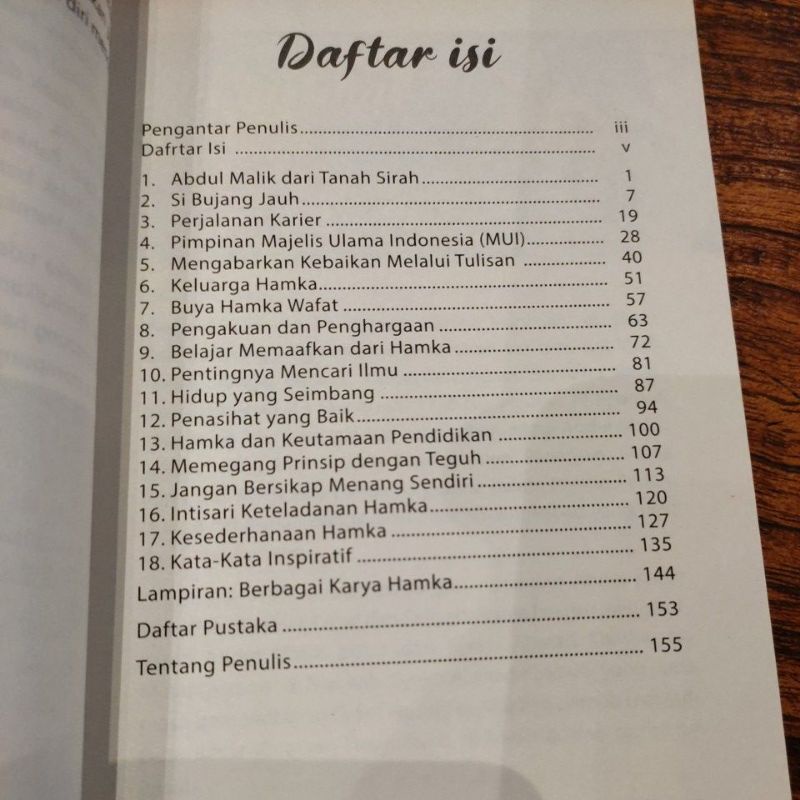 diri
Daftar isi
Pengantar Penulis.................................................................. iii
Dafrtar Isi .................................................................................. v
1. Abdul Malik dari Tanah Sirah........................................ 1
2. Si Bujang Jauh.................................................................... 7
3. Perjalanan Karier ............................................................... 19
4. Pimpinan Majelis Ulama Indonesia (MUI)................. 28
5. Mengabarkan Kebaikan Melalui Tulisan .................. 40
6. Keluarga Hamka................................................................. 51
7. Buya Hamka Wafat ........................................................... 57
8. Pengakuan dan Penghargaan ...................................... 63
9. Belajar Memaafkan dari Hamka................................... 72
10. Pentingnya Mencari Ilmu ............................................. 81
11. Hidup yang Seimbang .................................................. 87
12. Penasihat yang Baik........................................................ 94
13. Hamka dan Keutamaan Pendidikan ........................... 100
14. Memegang Prinsip dengan Teguh .............................. 107
15. Jangan Bersikap Menang Sendiri................................ 113
16. Intisari Keteladanan Hamka.......................................... 120
17. Kesederhanaan Hamka .................................................. 127
18. Kata-Kata Inspiratif .......................................................... 135
Lampiran: Berbagai Karya Hamka..................................... 144
Daftar Pustaka ........................................................................ 153
Tentang Penulis...................................................................... 155